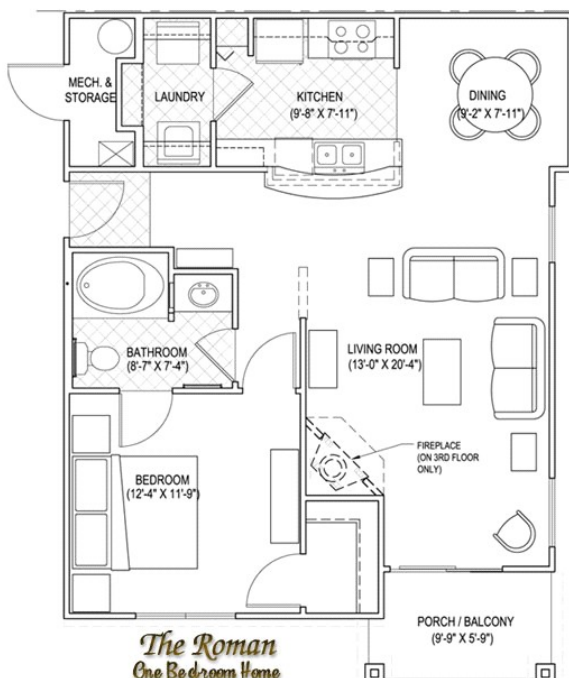 MECH. &
STORAGE
LAUNDRY
KITCHEN
(9'-8" X 7'-11")
DINING
(9'-2" X 7'-11")
BATHROOM
(8'-7" X 7'-4")
LIVING ROOM
(13'-0" X 20'-4")
FIREPLACE
(ON 3RD FLOOR
ONLY)
BEDROOM
(12'-4" X 11'-9")
PORCH / BALCONY
(9'-9" X 5'-9")
The Roman
One Bedroom Home